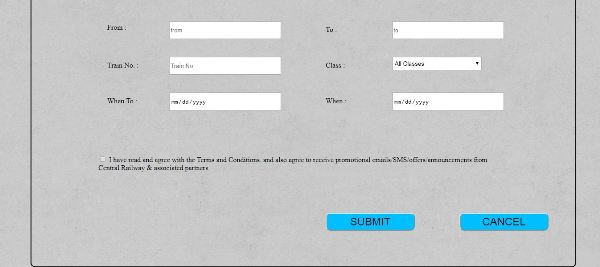 From : from To : to
Train No. : Train No Class : All Classes
When To : mm/dd/yyyy When : mm/dd/yyyy
I have read and agree with the Terms and Conditions, and also agree to receive promotional emails/SMS/offers/announcements from
Central Railway & associated partners
SUBMIT CANCEL